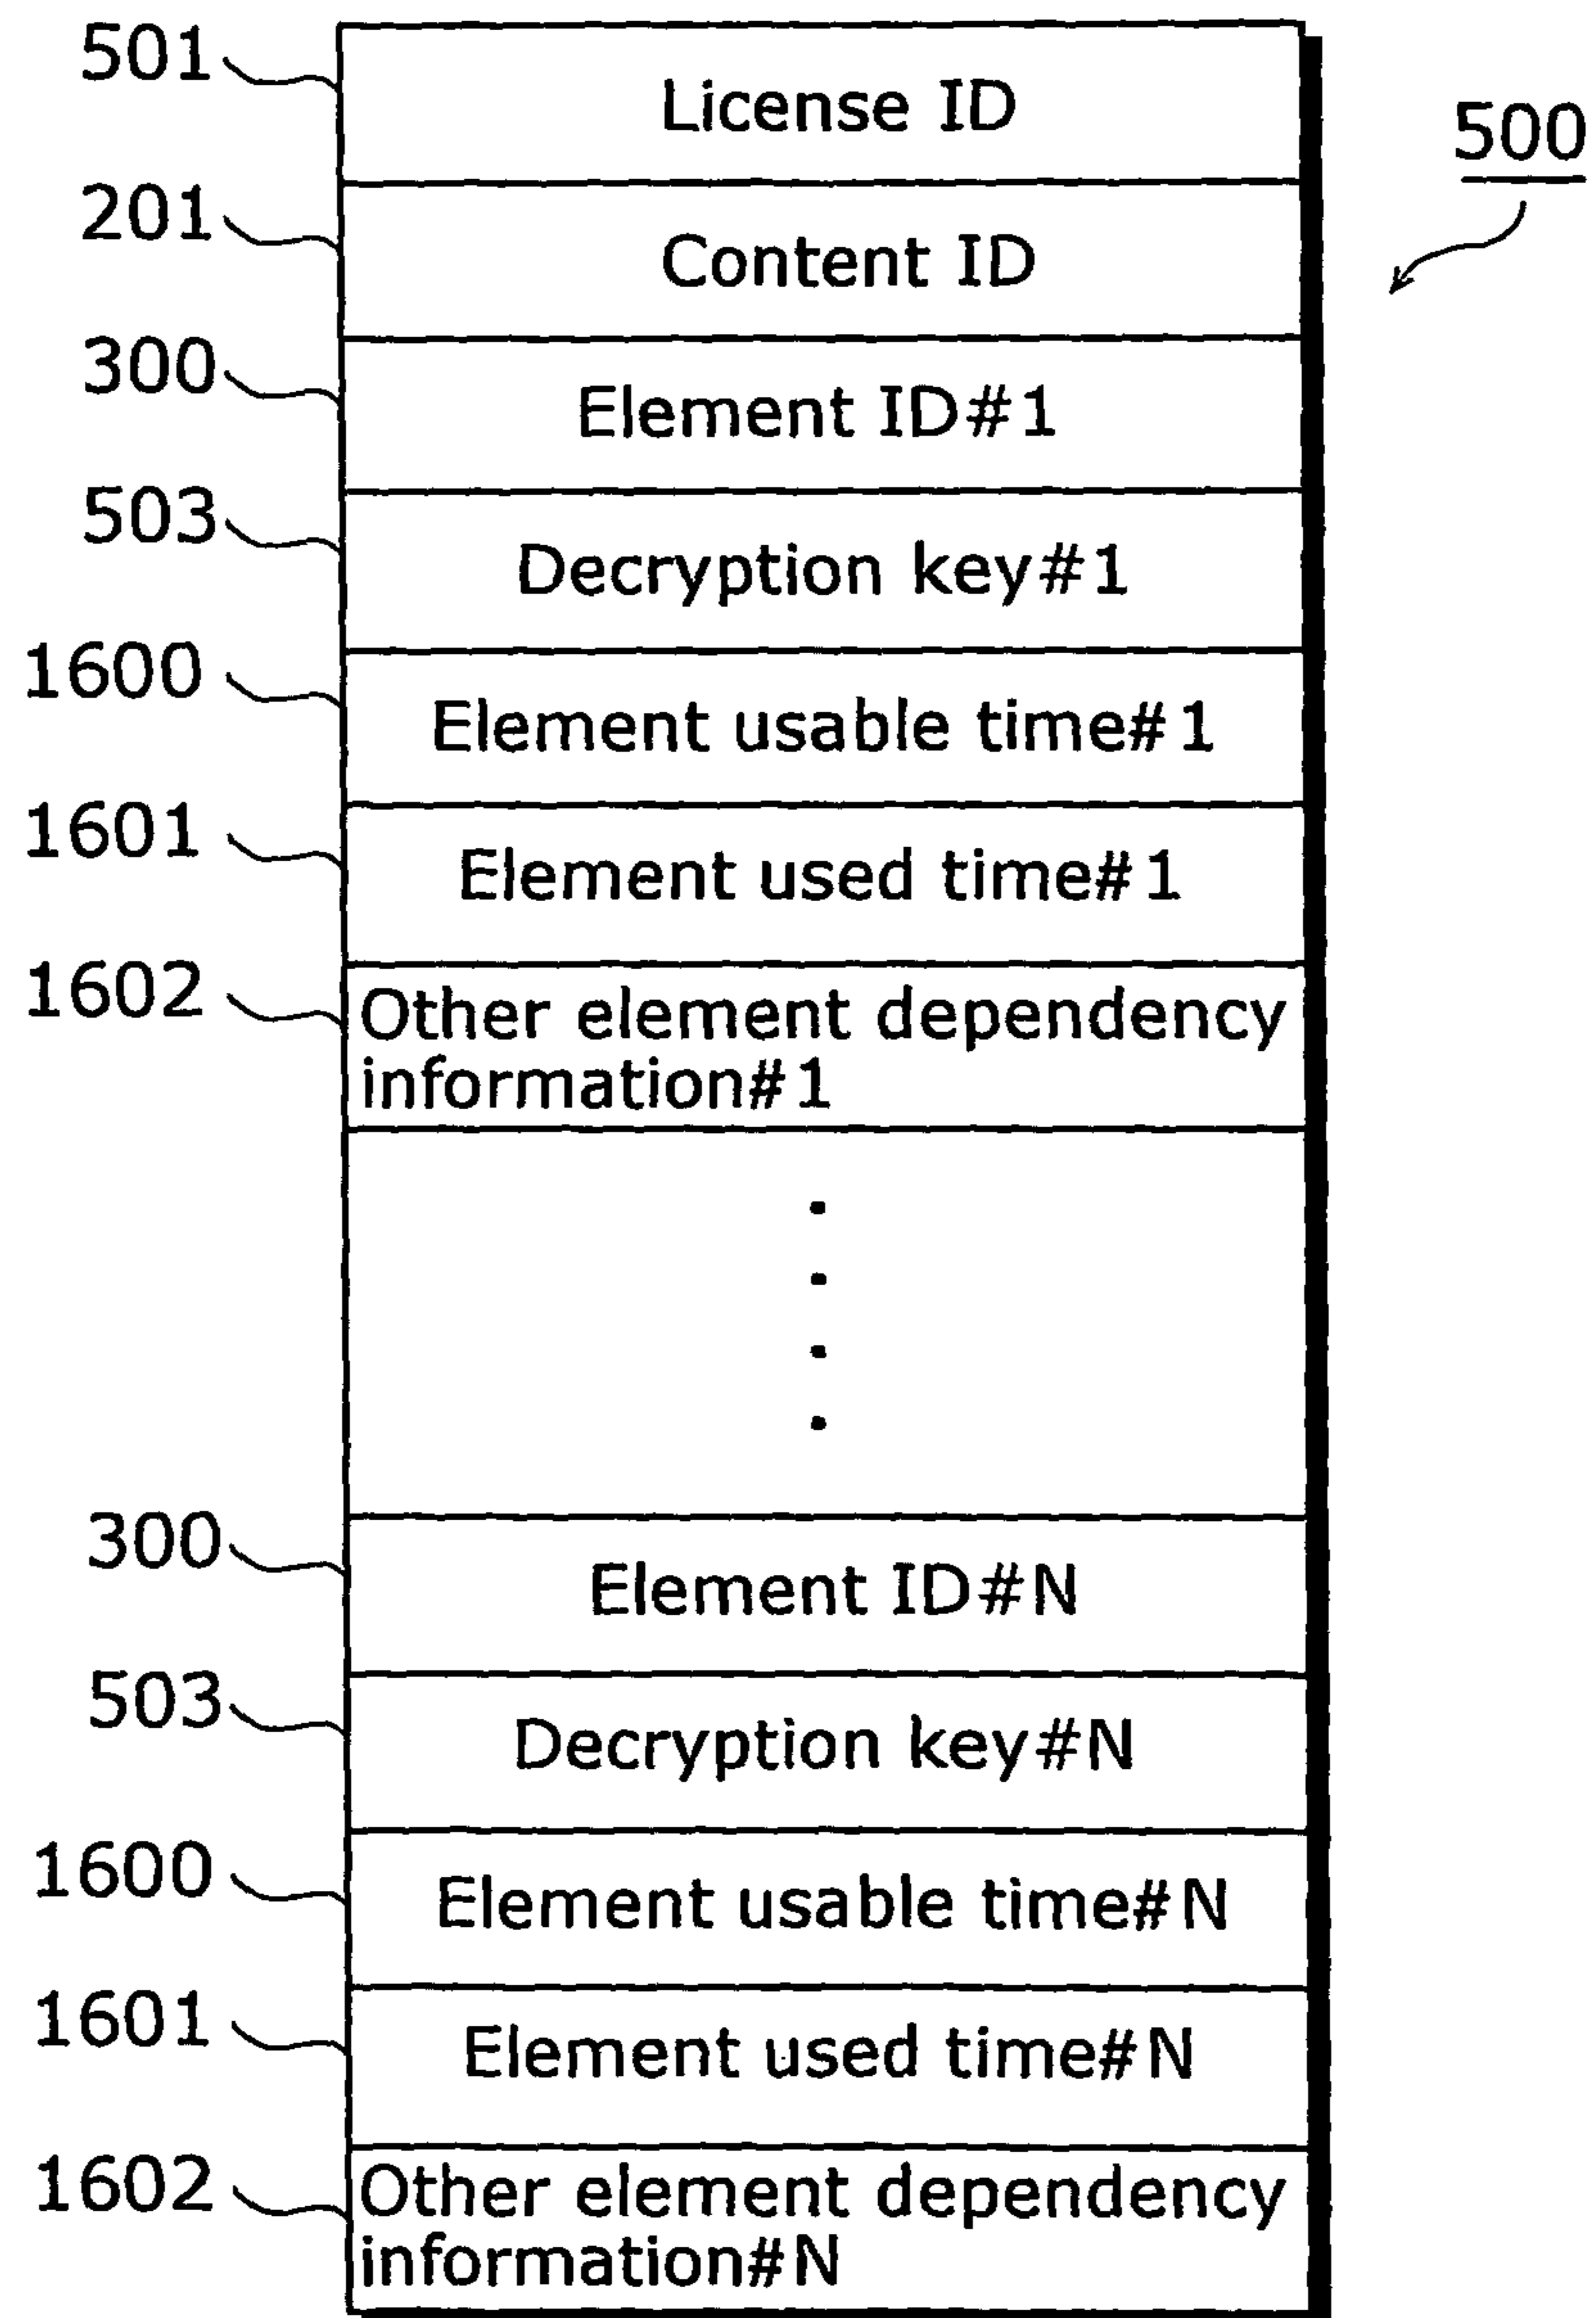 501
License ID
500
201
Content ID
300
Element ID#1
503
Decryption key#1
1600
Element usable time#1
1601
Element used time#1
1602
Other element dependency
information#1
300
Element ID#N
503
Decryption key#N
1600
Element usable time#N
1601
Element used time#N
1602
Other element dependency
information#N